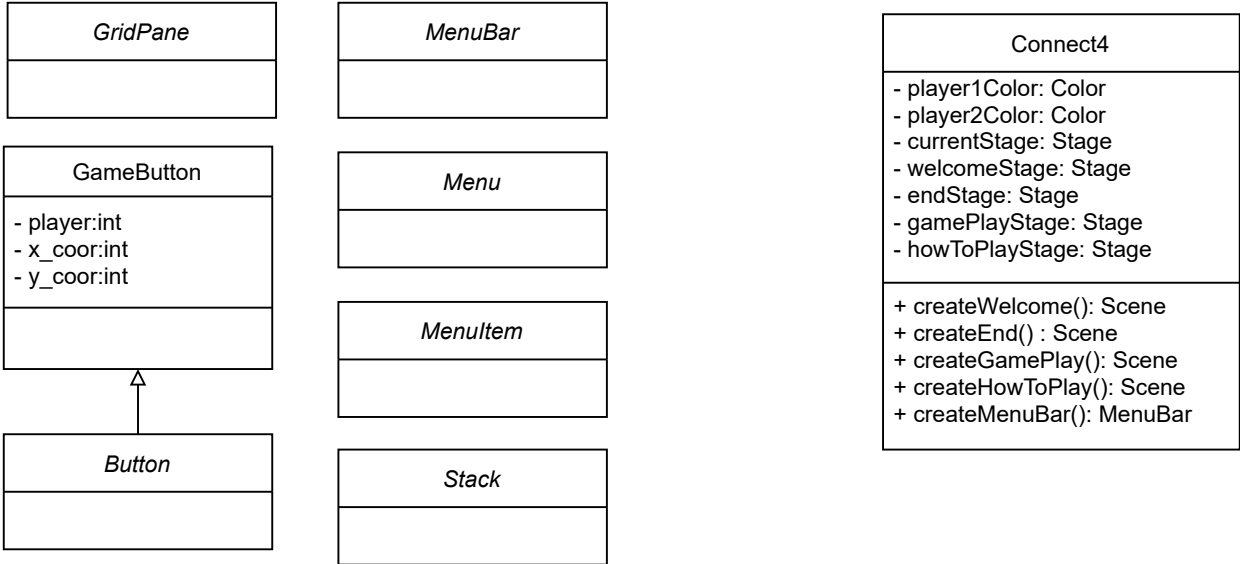 GridPane
MenuBar
Connect4
- player1Color: Color
- player2Color: Color
- currentStage: Stage
- welcomeStage: Stage
- endStage: Stage
- gamePlayStage: Stage
- howToPlayStage: Stage
+ createWelcome(): Scene
+ createEnd() : Scene
+ createGamePlay(): Scene
+ createHowToPlay(): Scene
+ createMenuBar(): MenuBar
GameButton
- player:int
- x_coor:int
- y_coor:int
Menu
MenuItem
Button
Stack